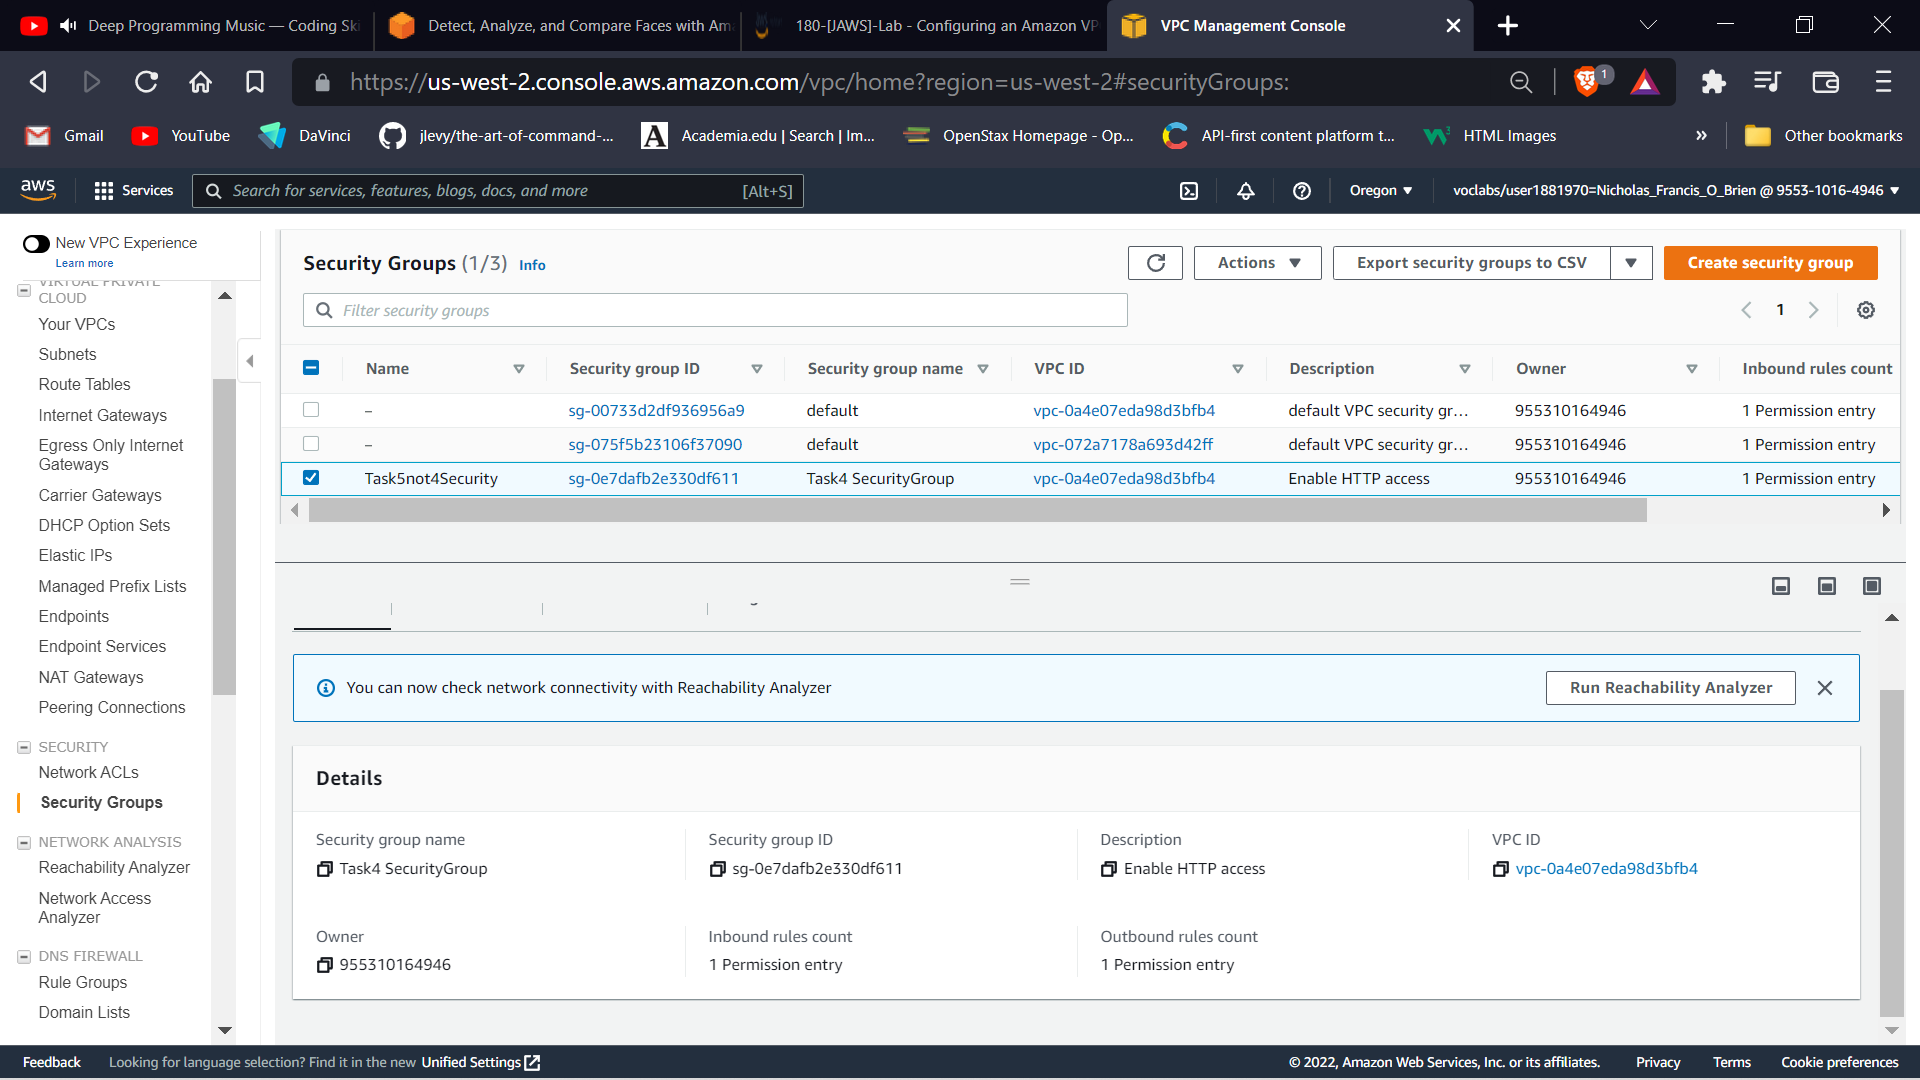 Deep Programming Music — Coding Ski
Detect, Analyze, and Compare Faces with Am
180-[JAWS]-Lab - Configuring an Amazon VP
VPC Management Console
https://us-west-2.console.aws.amazon.com/vpc/home?region=us-west-2#securityGroups:
1
Gmail
YouTube
DaVinci
jlevy/the-art-of-command-...
Academia.edu | Search | Im...
OpenStax Homepage - Op...
API-first content platform t...
HTML Images
»
Other bookmarks
aws
Services
Search for services, features, blogs, docs, and more
[Alt+S]
Oregon
voclabs/user1881970=Nicholas_Francis_O_Brien @ 9553-1016-4946
New VPC Experience
Learn more
VIRTUAL PRIVATE
CLOUD
Your VPCs
Subnets
Route Tables
Internet Gateways
Egress Only Internet
Gateways
Carrier Gateways
DHCP Option Sets
Elastic IPs
Managed Prefix Lists
Endpoints
Endpoint Services
NAT Gateways
Peering Connections
SECURITY
Network ACLs
Security Groups
NETWORK ANALYSIS
Reachability Analyzer
Network Access
Analyzer
DNS FIREWALL
Rule Groups
Domain Lists
Security Groups (1/3) Info
Actions
Export security groups to CSV
Create security group
Filter security groups
1
Name Security group ID Security group name VPC ID Description Owner Inbound rules count
– sg-00733d2df936956a9 default vpc-0a4e07eda98d3bfb4 default VPC security gr... 955310164946 1 Permission entry
– sg-075f5b23106f37090 default vpc-072a7178a693d42ff default VPC security gr... 955310164946 1 Permission entry
Task5not4Security sg-0e7dafb2e330df611 Task4 SecurityGroup vpc-0a4e07eda98d3bfb4 Enable HTTP access 955310164946 1 Permission entry
You can now check network connectivity with Reachability Analyzer
Run Reachability Analyzer
Details
Security group name
Task4 SecurityGroup
Security group ID
sg-0e7dafb2e330df611
Description
Enable HTTP access
VPC ID
vpc-0a4e07eda98d3bfb4
Owner
955310164946
Inbound rules count
1 Permission entry
Outbound rules count
1 Permission entry
Feedback
Looking for language selection? Find it in the new Unified Settings
© 2022, Amazon Web Services, Inc. or its affiliates.
Privacy
Terms
Cookie preferences